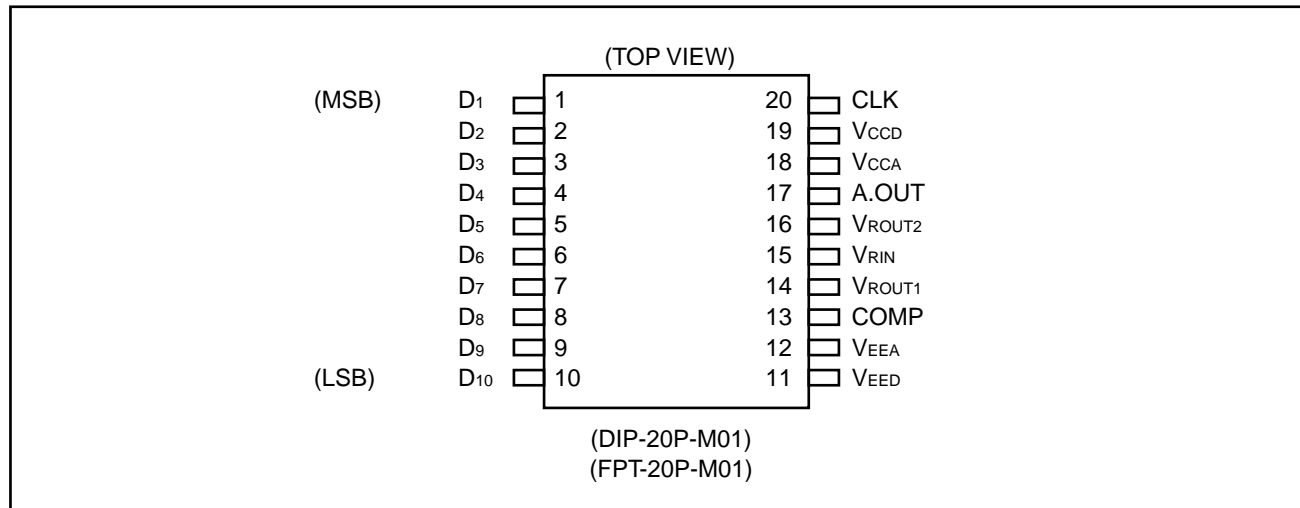 (TOP VIEW)
(MSB) D1 1 20 CLK
D2 2 19 VCCD
D3 3 18 VCCA
D4 4 17 A.OUT
D5 5 16 VROUT2
D6 6 15 VRIN
D7 7 14 VROUT1
D8 8 13 COMP
D9 9 12 VEEA
(LSB) D10 10 11 VEED
(DIP-20P-M01)
(FPT-20P-M01)